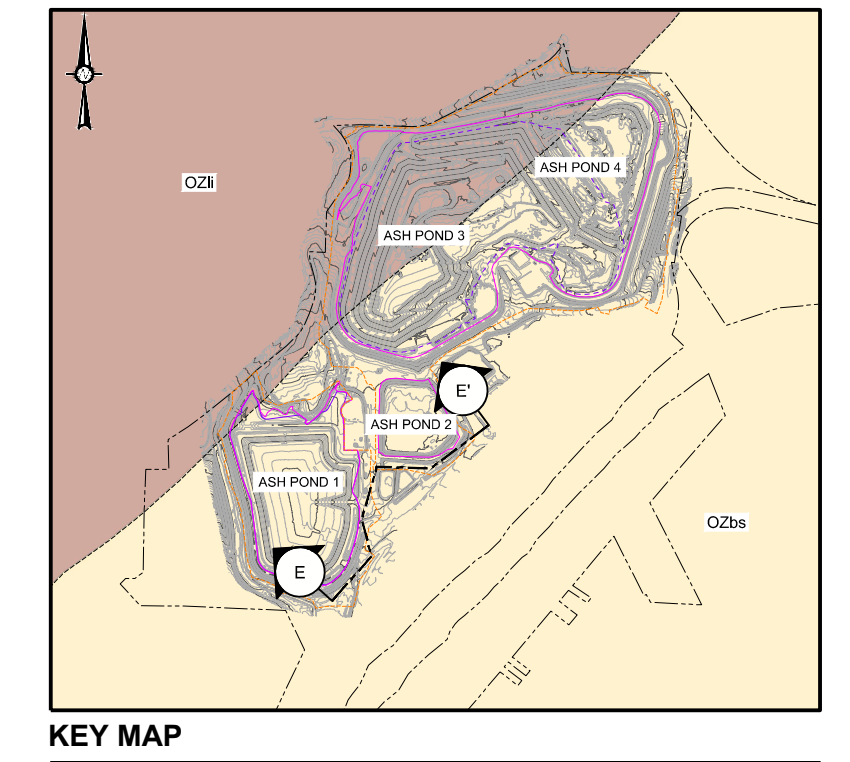 N
OZli
ASH POND 4
ASH POND 3
E'
ASH POND 2
ASH POND 1
OZbs
E
KEY MAP